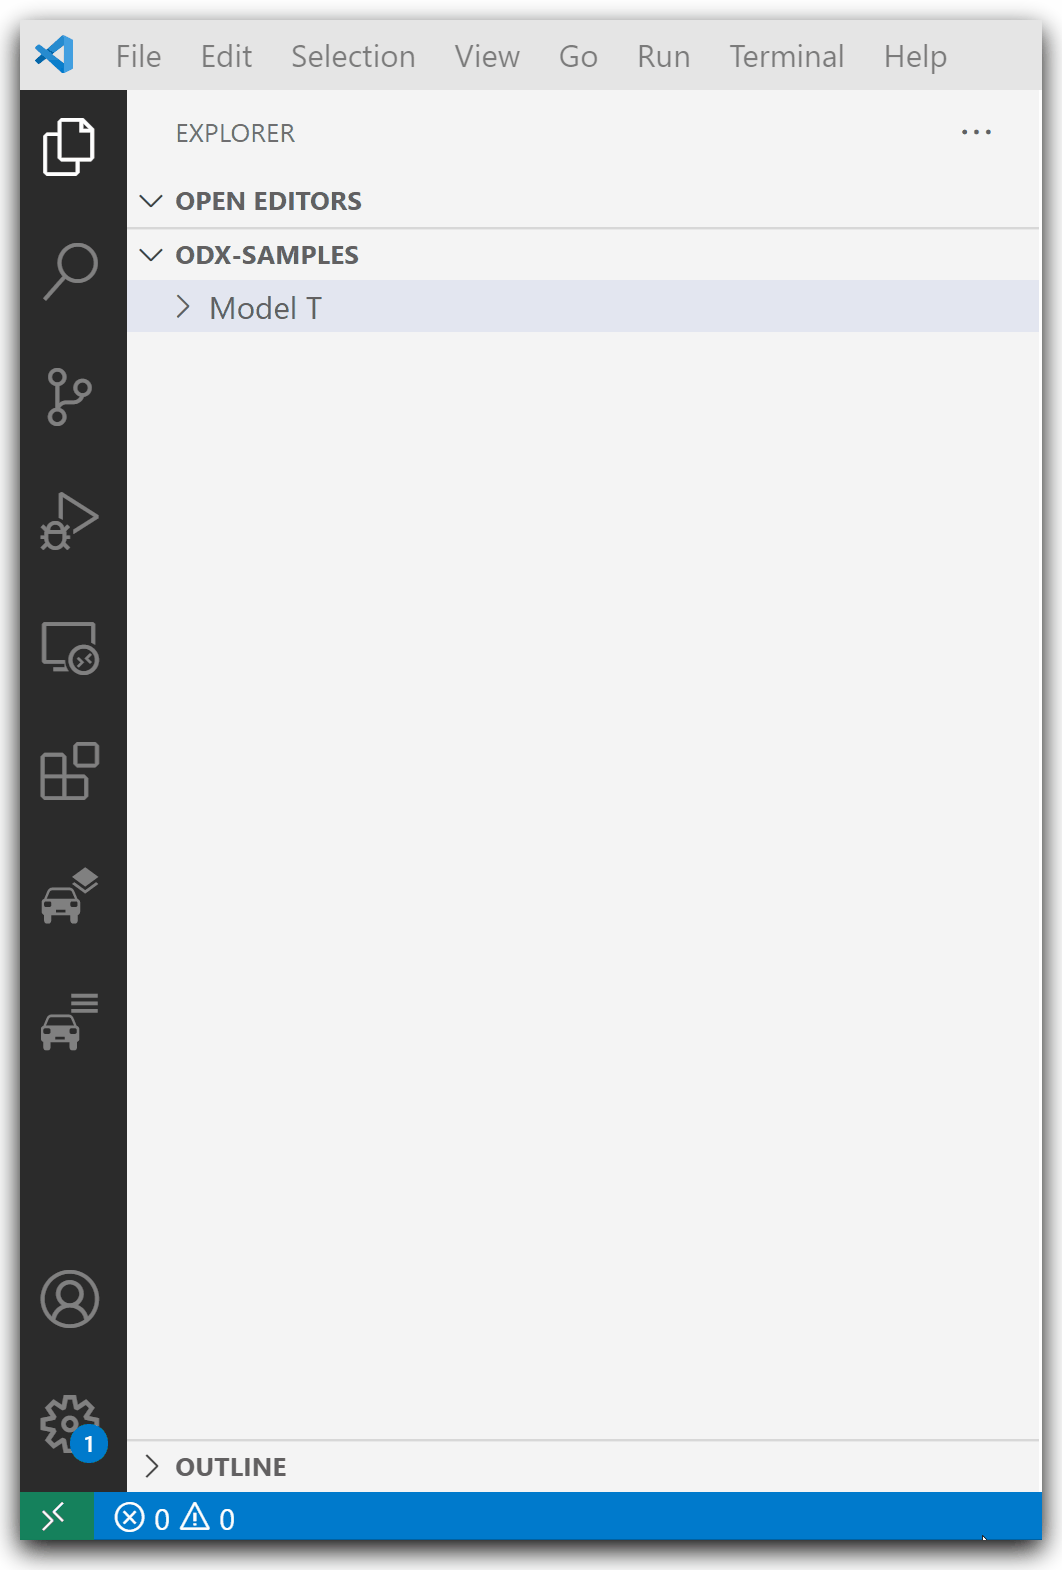 File Edit Selection View Go Run Terminal Help
EXPLORER
OPEN EDITORS
ODX-SAMPLES
Model T
1
OUTLINE
0 0